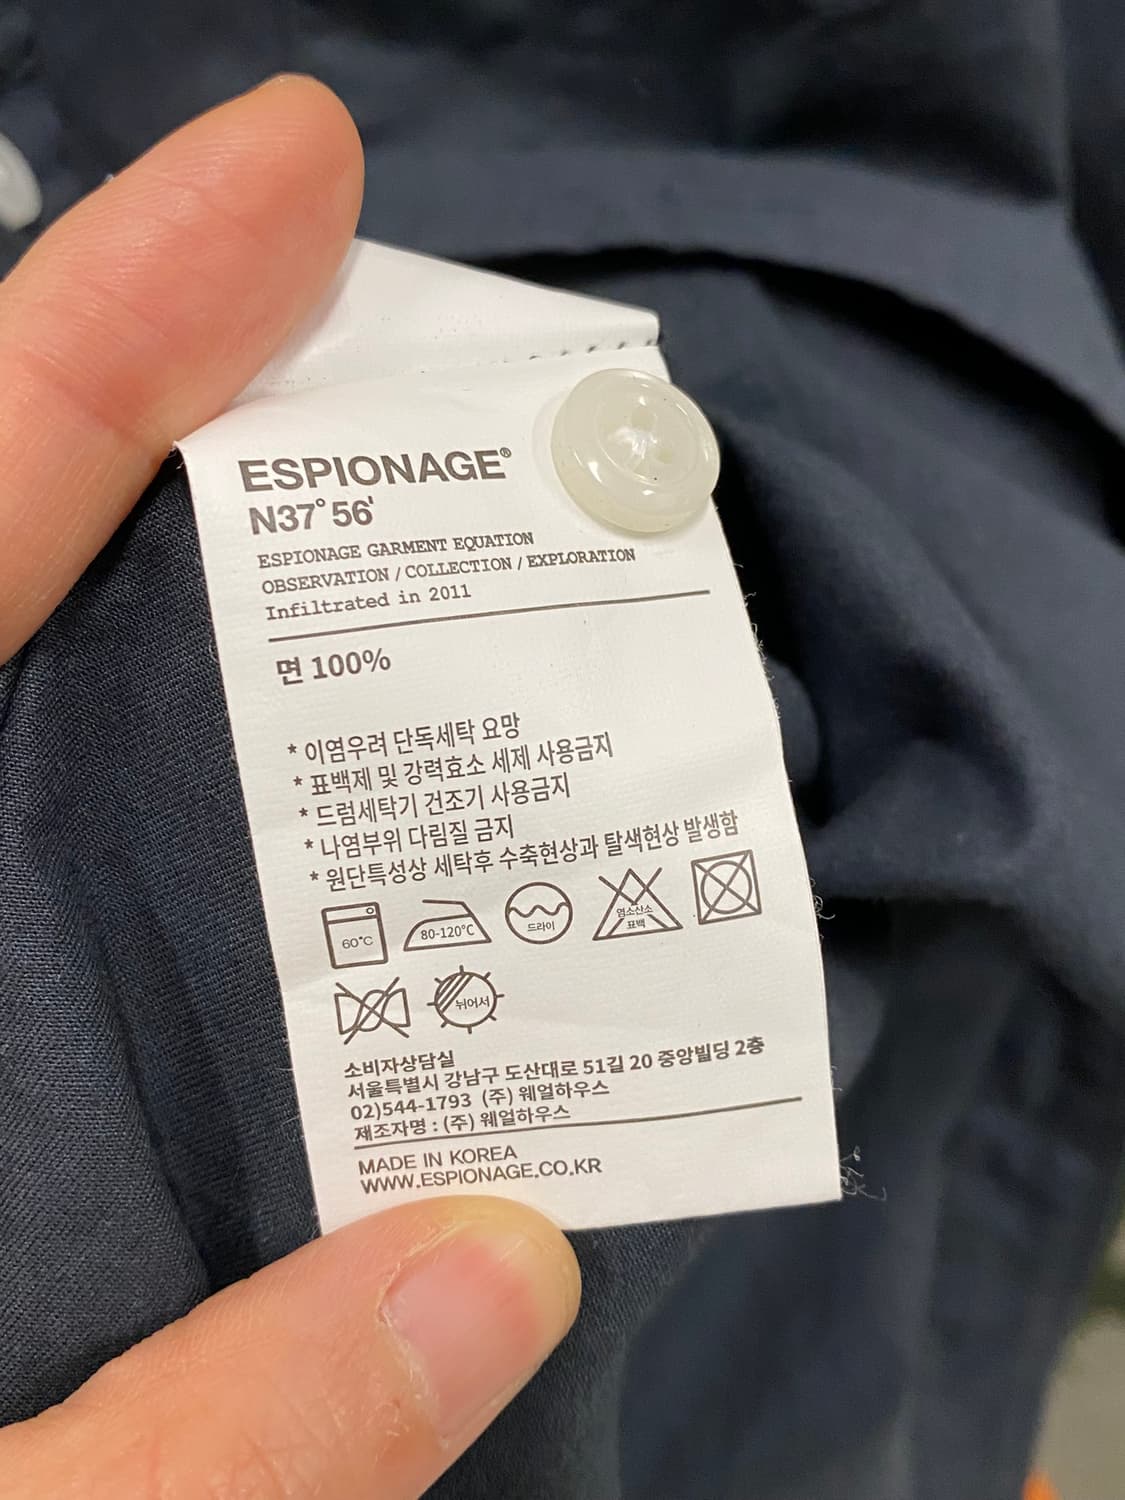 ESPIONAGE®
N37° 56'
ESPIONAGE GARMENT EQUATION
OBSERVATION / COLLECTION / EXPLORATION
Infiltrated in 2011
면 100%
* 이염우려 단독세탁 요망
* 표백제 및 강력효소 세제 사용금지
* 드럼세탁기 건조기 사용금지
* 나염부위 다림질 금지
* 원단특성상 세탁후 수축현상과 탈색현상 발생함
60°C
80-120°C
드라이
염소산소
표백
뉘어서
소비자상담실
서울특별시 강남구 도산대로 51길 20 중앙빌딩 2층
02)544-1793 (주) 웨얼하우스
제조자명 : (주) 웨얼하우스
MADE IN KOREA
WWW.ESPIONAGE.CO.KR